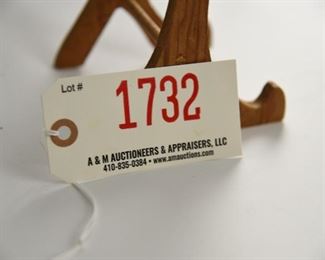 Lot #
1732
A & M AUCTIONEERS & APPRAISERS, LLC
410-835-0384 • www.amauctions.com